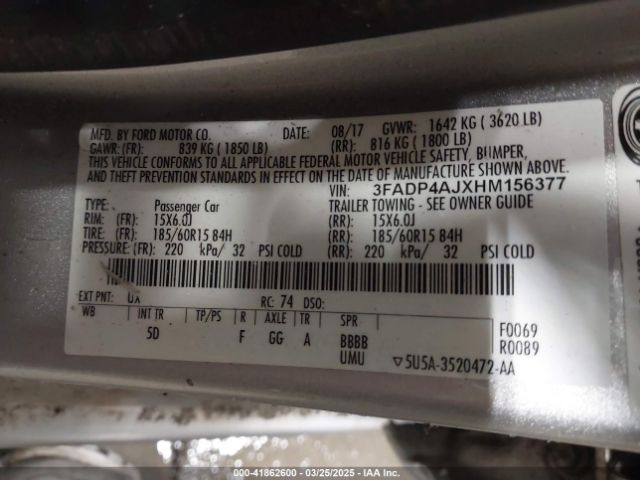 MFD. BY FORD MOTOR CO. DATE: 08/17 GVWR: 1642 KG ( 3620 LB)
GAWR: (FR): 839 KG ( 1850 LB) (RR): 816 KG ( 1800 LB)
THIS VEHICLE CONFORMS TO ALL APPLICABLE FEDERAL MOTOR VEHICLE SAFETY, BUMPER,
AND THEFT PREVENTION STANDARDS IN EFFECT ON THE DATE OF MANUFACTURE SHOWN ABOVE.
VIN: 3FADP4AJXHM156377
TYPE: Passenger Car TRAILER TOWING - SEE OWNER GUIDE
RIM: (FR): 15X6.0J (RR): 15X6.0J
TIRE: (FR): 185/60R15 84H (RR): 185/60R15 84H
PRESSURE: (FR): 220 kPa/ 32 PSI COLD (RR): 220 kPa/ 32 PSI COLD
EXT PNT: UX RC: 74 DSO:
WB INT TR TP/PS R AXLE TR SPR
5D F GG A BBBB
UMU
F0069
R0089
▽5U5A-3520472-AA
000-41862600 - 03/25/2025 - IAA Inc.